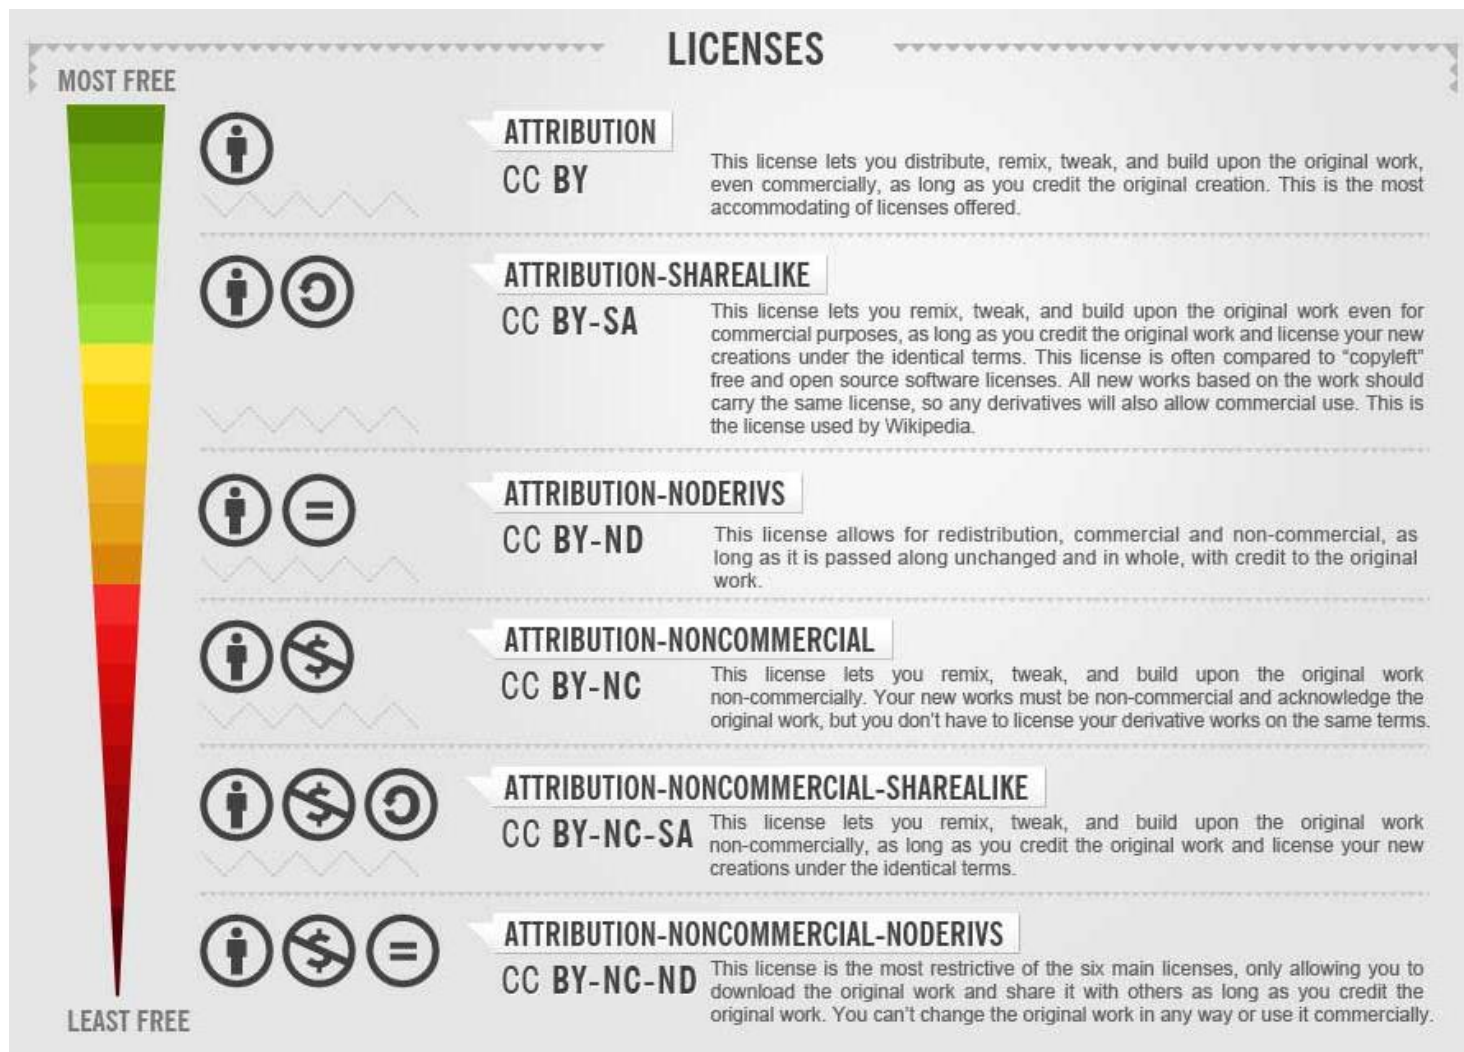 LICENSES
MOST FREE
ATTRIBUTION
CC BY
This license lets you distribute, remix, tweak, and build upon the original work,
even commercially, as long as you credit the original creation. This is the most
accommodating of licenses offered.
ATTRIBUTION-SHAREALIKE
CC BY-SA
This license lets you remix, tweak, and build upon the original work even for
commercial purposes, as long as you credit the original work and license your new
creations under the identical terms. This license is often compared to “copyleft”
free and open source software licenses. All new works based on the work should
carry the same license, so any derivatives will also allow commercial use. This is
the license used by Wikipedia.
ATTRIBUTION-NODERIVS
CC BY-ND
This license allows for redistribution, commercial and non-commercial, as
long as it is passed along unchanged and in whole, with credit to the original
work.
ATTRIBUTION-NONCOMMERCIAL
CC BY-NC
This license lets you remix, tweak, and build upon the original work
non-commercially. Your new works must be non-commercial and acknowledge the
original work, but you don't have to license your derivative works on the same terms.
ATTRIBUTION-NONCOMMERCIAL-SHAREALIKE
CC BY-NC-SA
This license lets you remix, tweak, and build upon the original work
non-commercially, as long as you credit the original work and license your new
creations under the identical terms.
ATTRIBUTION-NONCOMMERCIAL-NODERIVS
CC BY-NC-ND
This license is the most restrictive of the six main licenses, only allowing you to
download the original work and share it with others as long as you credit the
original work. You can't change the original work in any way or use it commercially.
LEAST FREE